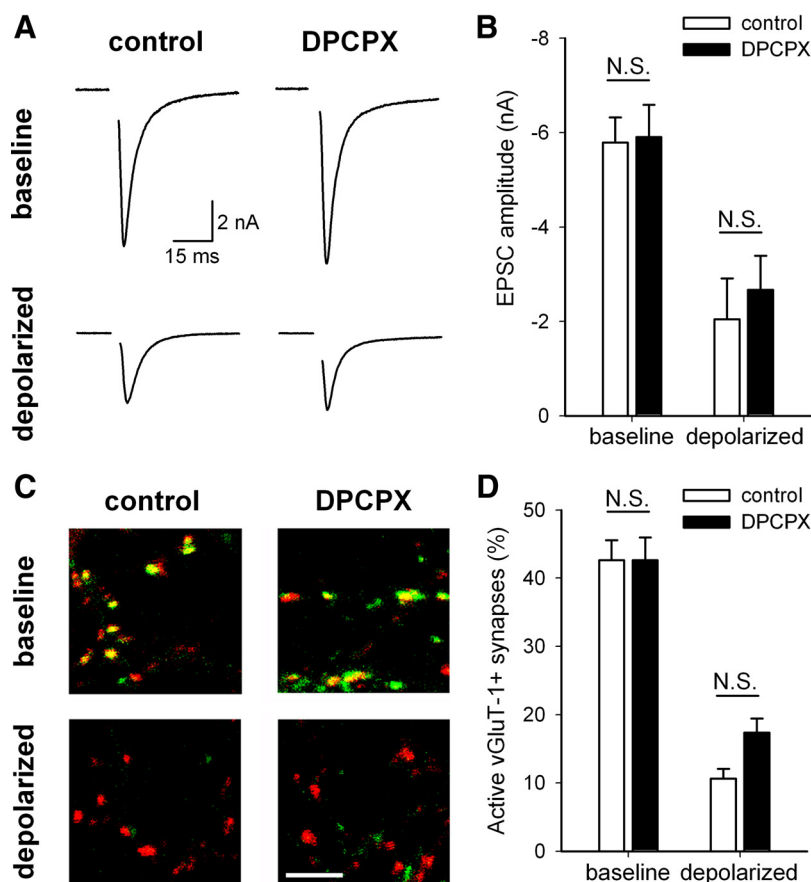 A
control
DPCPX
baseline
2 nA
15 ms
depolarized
B
control
DPCPX
EPSC amplitude (nA)
-8
-6
-4
-2
0
N.S.
N.S.
baseline
depolarized
C
control
DPCPX
baseline
depolarized
D
control
DPCPX
Active vGluT-1+ synapses (%)
50
40
30
20
10
0
N.S.
N.S.
baseline
depolarized